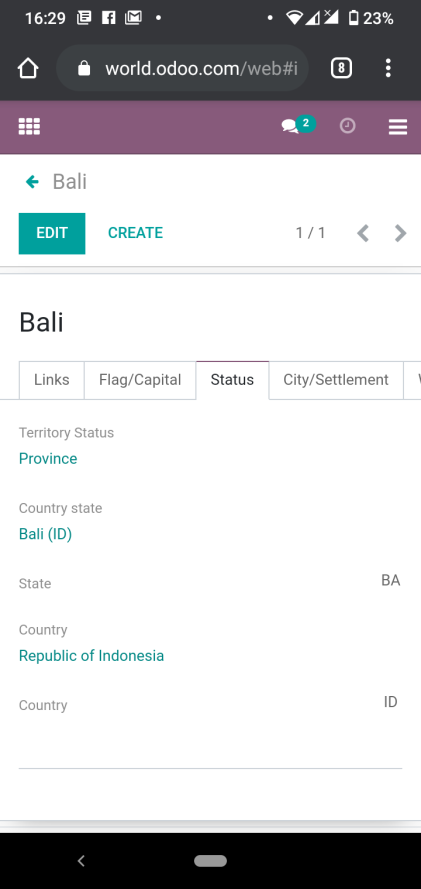 16:29 23%
world.odoo.com/web#i 8
2
Bali
EDIT CREATE 1 / 1
Bali
Links Flag/Capital Status City/Settlement
Territory Status
Province
Country state
Bali (ID)
State BA
Country
Republic of Indonesia
Country ID